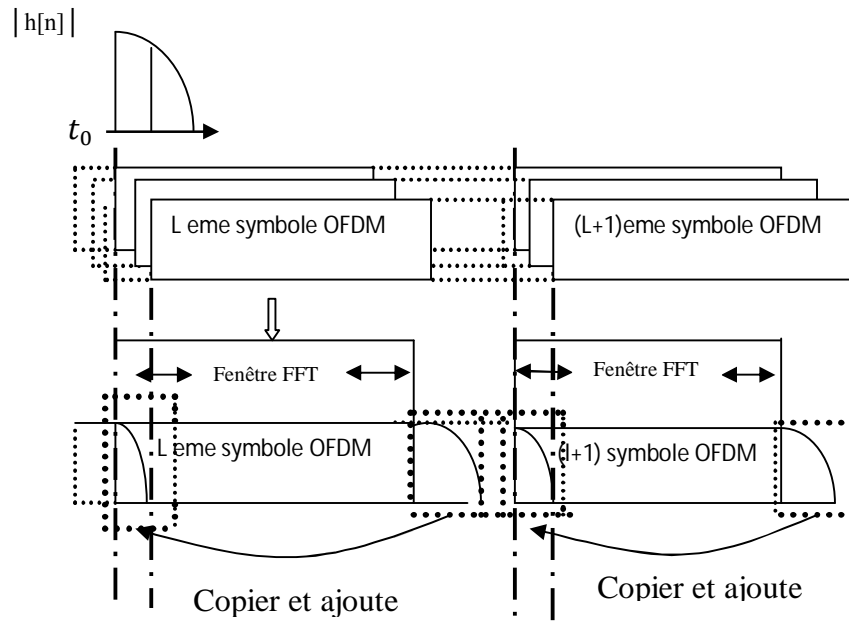 |h[n]|
t₀
L eme symbole OFDM
(L+1)eme symbole OFDM
Fenêtre FFT
Fenêtre FFT
L eme symbole OFDM
(l+1) symbole OFDM
Copier et ajoute
Copier et ajoute